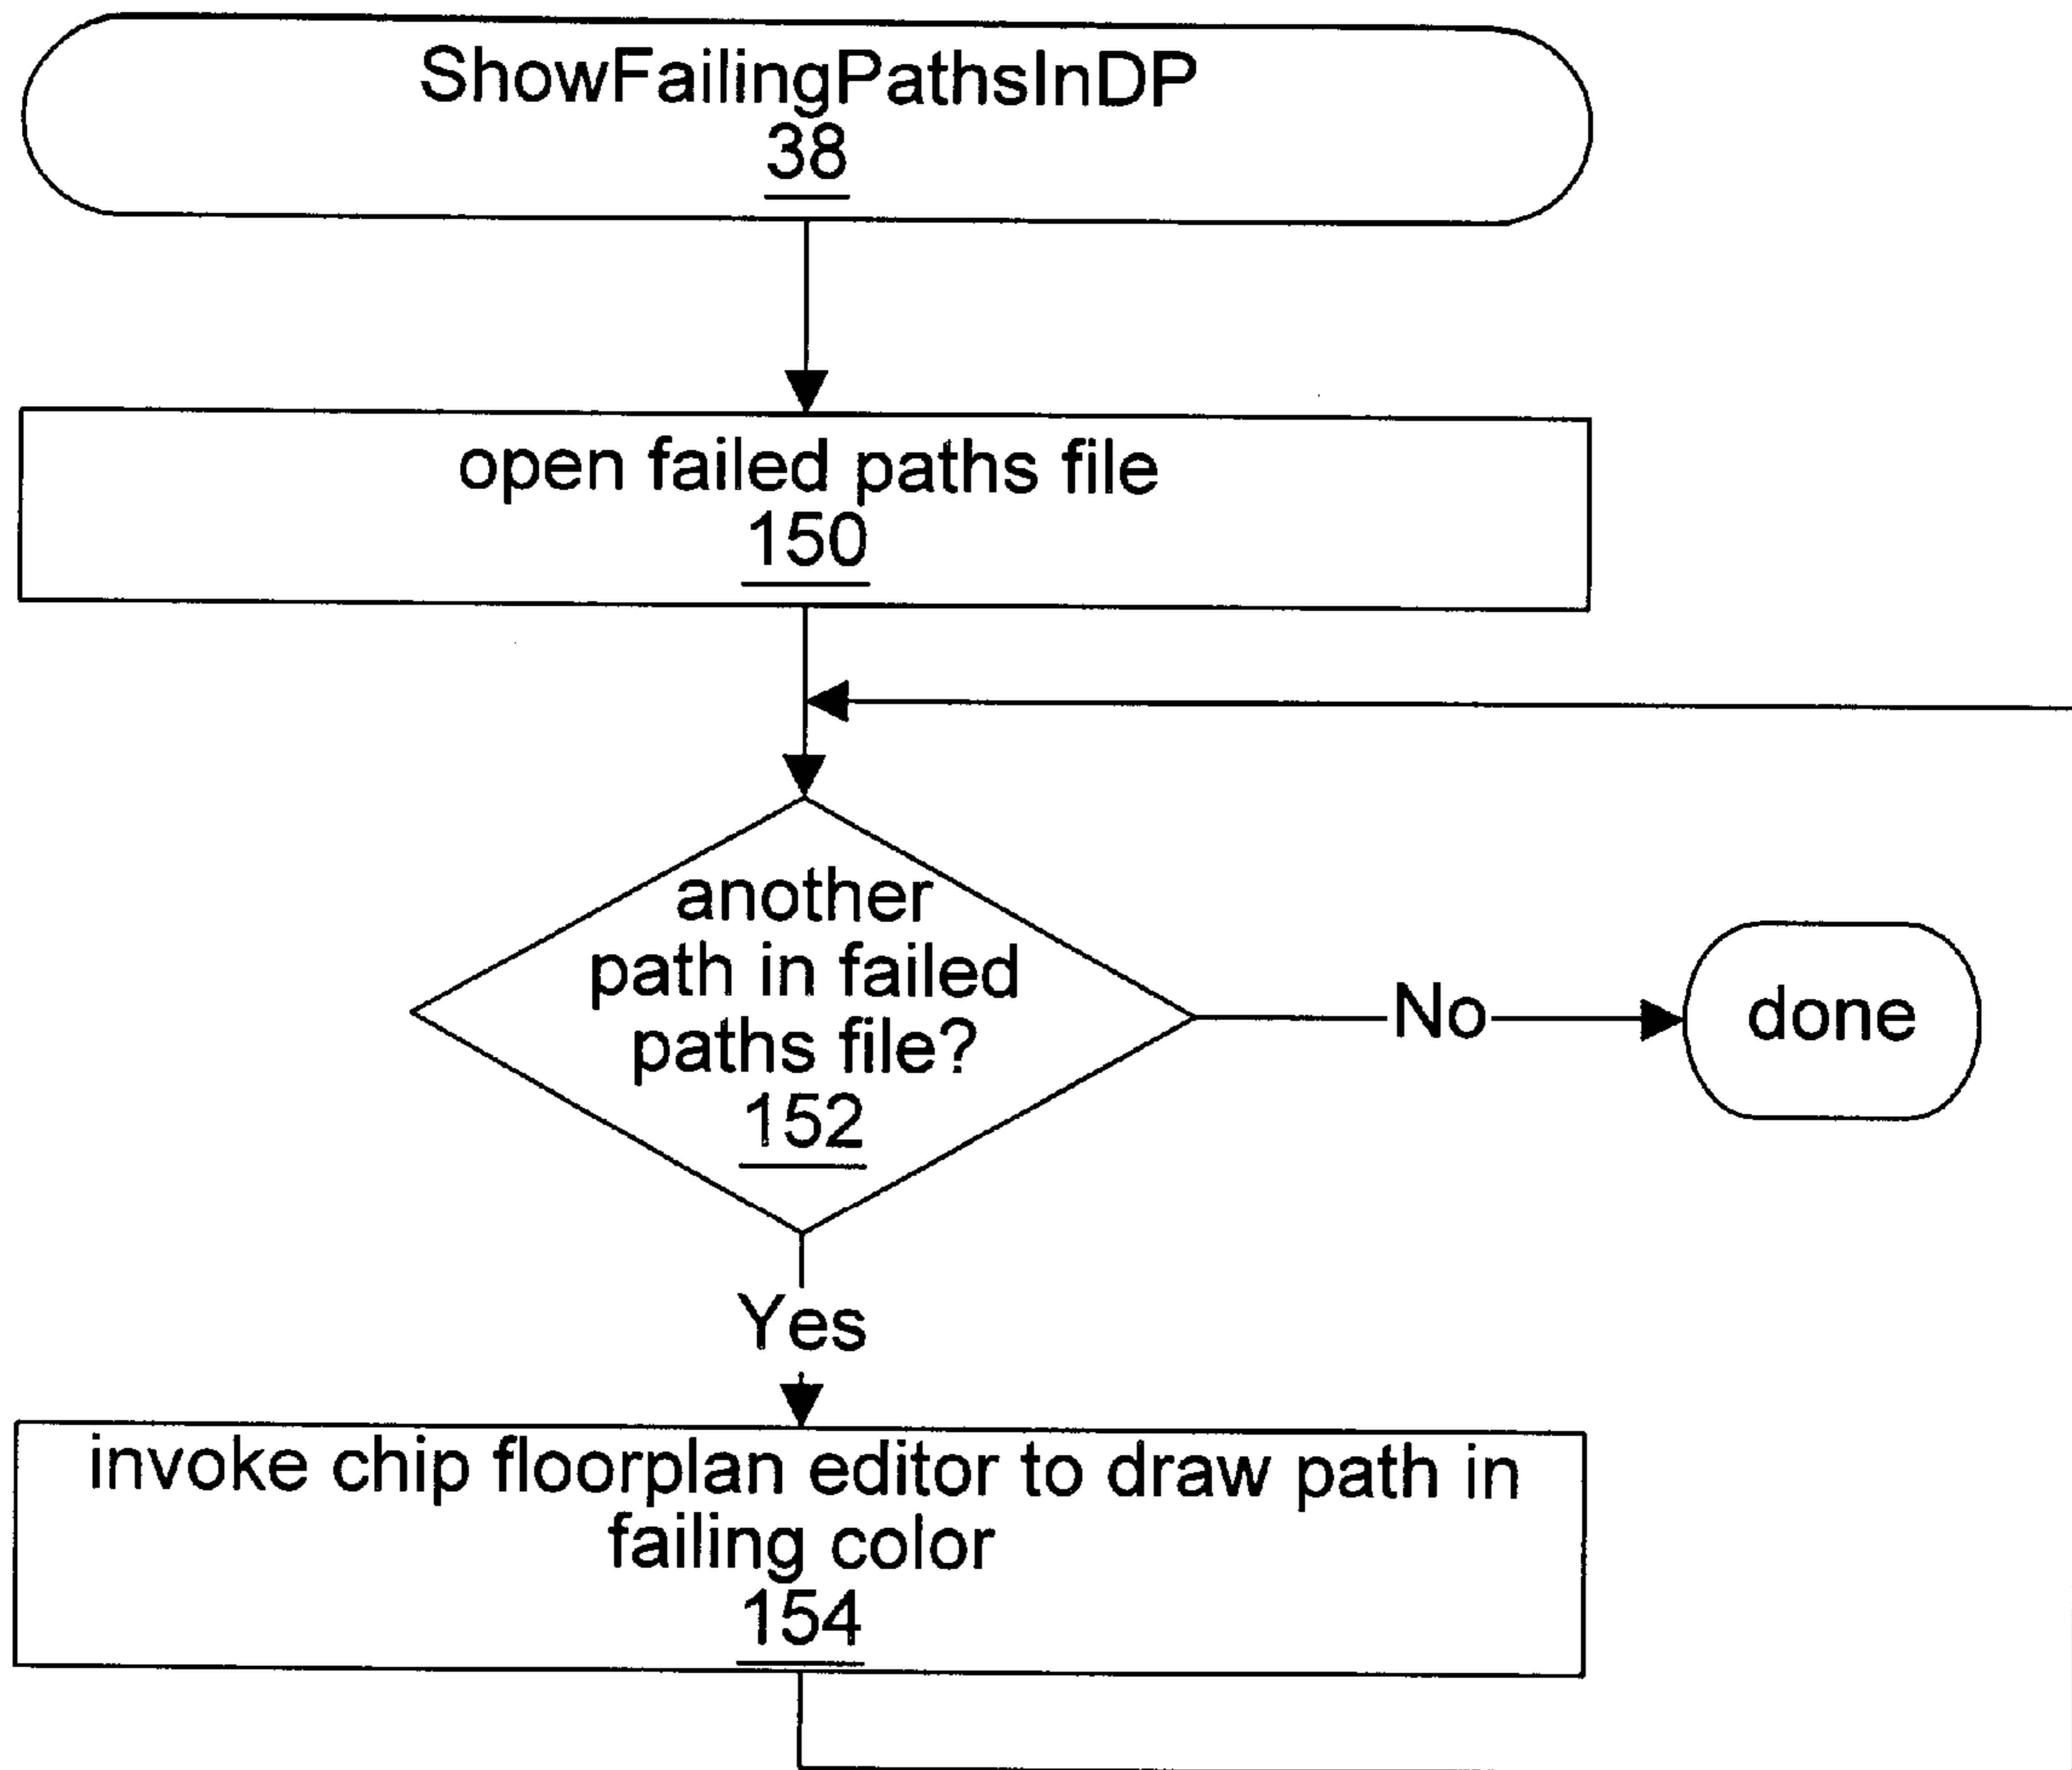 ShowFailingPathsInDP
38
open failed paths file
150
another
path in failed
paths file?
152
No
done
Yes
invoke chip floorplan editor to draw path in
failing color
154